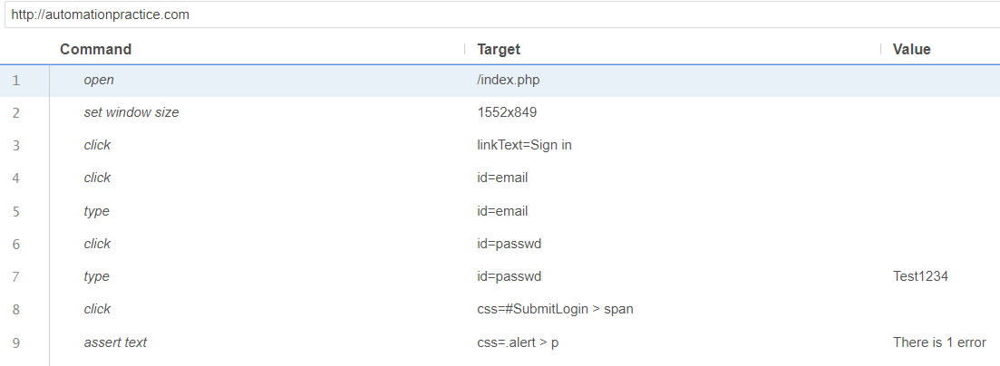 http://automationpractice.com
Command Target Value
1 open /index.php
2 set window size 1552x849
3 click linkText=Sign in
4 click id=email
5 type id=email
6 click id=passwd
7 type id=passwd Test1234
8 click css=#SubmitLogin > span
9 assert text css=.alert > p There is 1 error